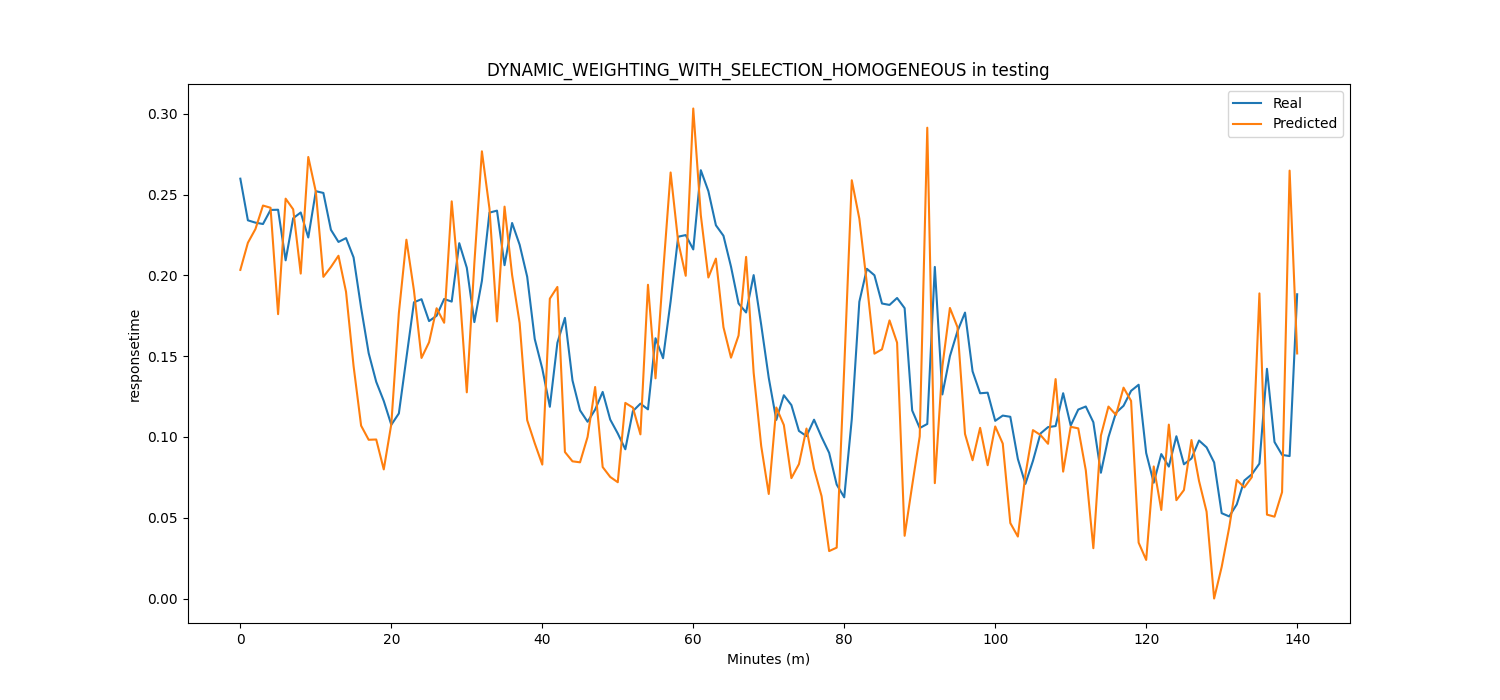 DYNAMIC_WEIGHTING_WITH_SELECTION_HOMOGENEOUS in testing
Real
Predicted
0.30
0.25
0.20
0.15
0.10
0.05
0.00
responsetime
0 20 40 60 80 100 120 140
Minutes (m)